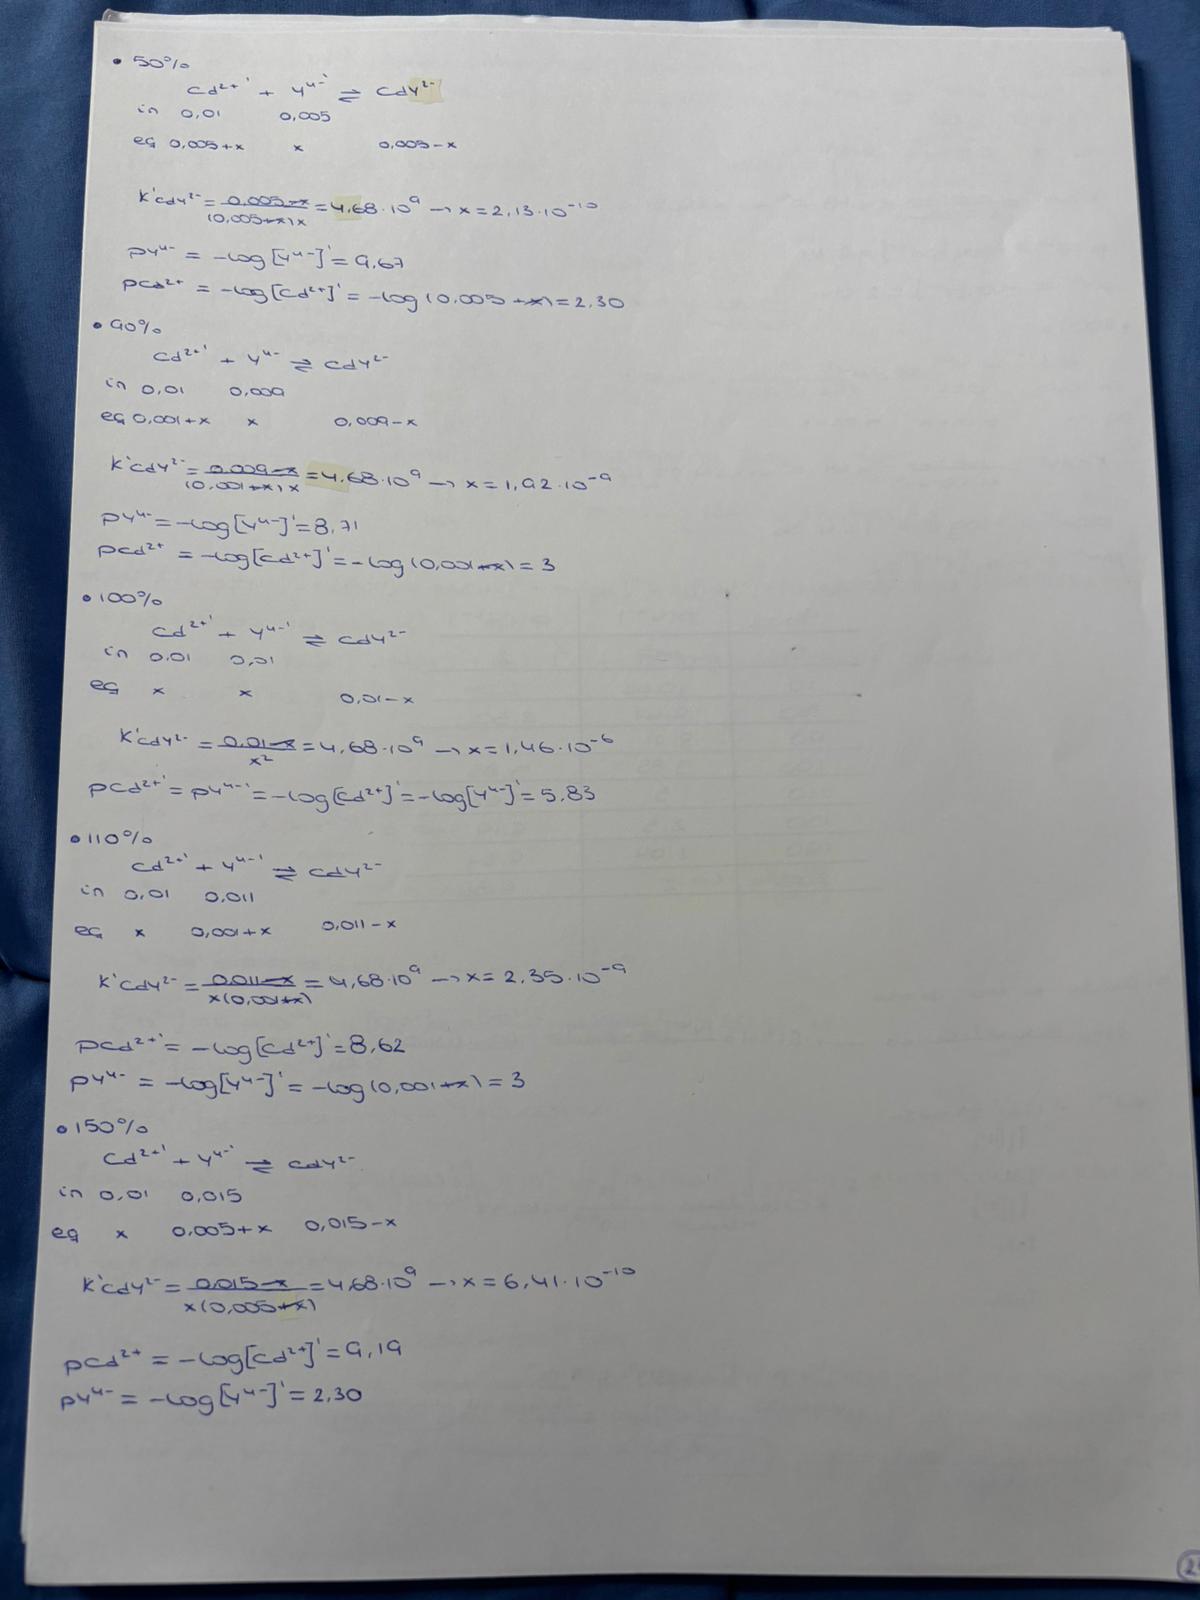 • 50%
Cd²⁺' + Y⁴⁻' ⇌ CdY²⁻
in 0,01 0,005
eq 0,005+x x 0,005-x
K'CdY²⁻ = 0,005-x / (0,005+x)x = 4,68·10⁹ → x = 2,13·10⁻¹⁰
pY⁴⁻ = -log[Y⁴⁻]' = 9,67
pCd²⁺ = -log[Cd²⁺]' = -log(0,005+x) = 2,30
• 90%
Cd²⁺' + Y⁴⁻ ⇌ CdY²⁻
in 0,01 0,009
eq 0,001+x x 0,009-x
K'CdY²⁻ = 0,009-x / (0,001+x)x = 4,68·10⁹ → x = 1,92·10⁻⁹
pY⁴⁻ = -log[Y⁴⁻]' = 8,71
pCd²⁺ = -log[Cd²⁺]' = -log(0,001+x) = 3
• 100%
Cd²⁺' + Y⁴⁻' ⇌ CdY²⁻
in 0,01 0,01
eq x x 0,01-x
K'CdY²⁻ = 0,01-x / x² = 4,68·10⁹ → x = 1,46·10⁻⁶
pCd²⁺' = pY⁴⁻' = -log[Cd²⁺]' = -log[Y⁴⁻]' = 5,83
• 110%
Cd²⁺' + Y⁴⁻' ⇌ CdY²⁻
in 0,01 0,011
eq x 0,001+x 0,011-x
K'CdY²⁻ = 0,011-x / x(0,001+x) = 4,68·10⁹ → x = 2,35·10⁻⁹
pCd²⁺' = -log[Cd²⁺]' = 8,62
pY⁴⁻ = -log[Y⁴⁻]' = -log(0,001+x) = 3
• 150%
Cd²⁺' + Y⁴⁻' ⇌ CdY²⁻
in 0,01 0,015
eq x 0,005+x 0,015-x
K'CdY²⁻ = 0,015-x / x(0,005+x) = 4,68·10⁹ → x = 6,41·10⁻¹⁰
pCd²⁺ = -log[Cd²⁺]' = 9,19
pY⁴⁻ = -log[Y⁴⁻]' = 2,30